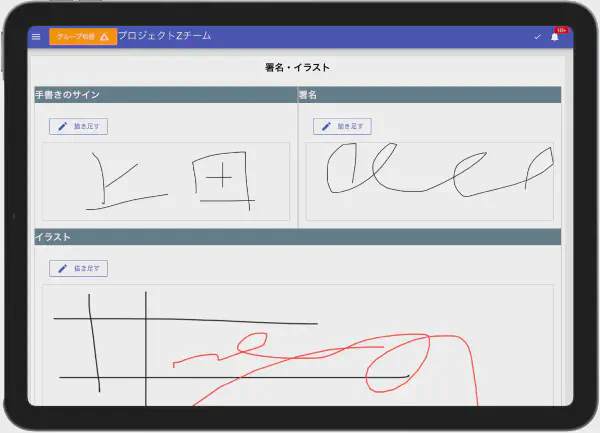 グループ均督 プロジェクトZチーム 10+
署名・イラスト
手書きのサイン 署名
描き足す 描き足す
上田
イラスト
描き足す